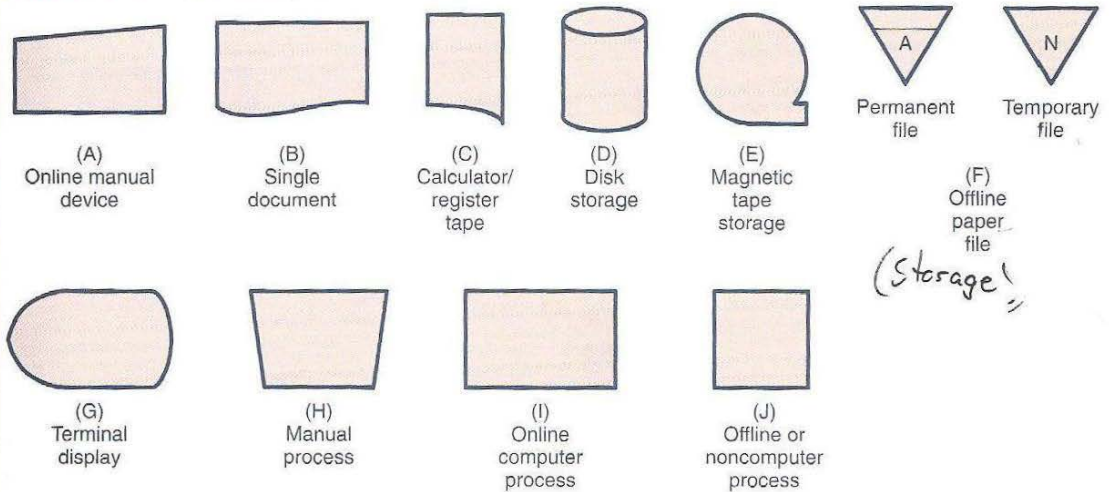 A
N
Permanent
file
Temporary
file
(A)
Online manual
device
(B)
Single
document
(C)
Calculator/
register
tape
(D)
Disk
storage
(E)
Magnetic
tape
storage
(F)
Offline
paper
file
(Storage)
(G)
Terminal
display
(H)
Manual
process
(I)
Online
computer
process
(J)
Offline or
noncomputer
process